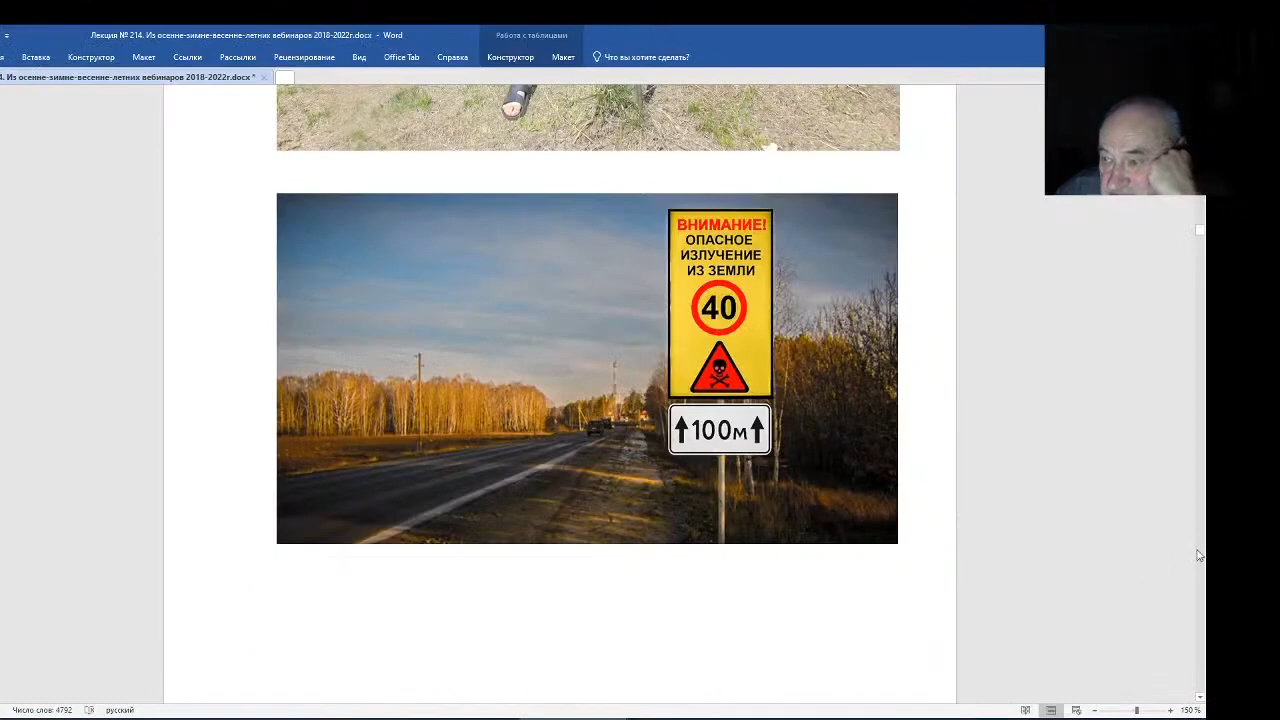 Лекция № 214. Из осенне-зимне-весенне-летних вебинаров 2018-2022г.docx - Word
Работа с таблицами
Вставка Конструктор Макет Ссылки Рассылки Рецензирование Вид Office Tab Справка Конструктор Макет Что вы хотите сделать?
4. Из осенне-зимне-весенне-летних вебинаров 2018-2022г.docx *
ВНИМАНИЕ!
ОПАСНОЕ
ИЗЛУЧЕНИЕ
ИЗ ЗЕМЛИ
40
100м
Число слов: 4792 русский 150 %